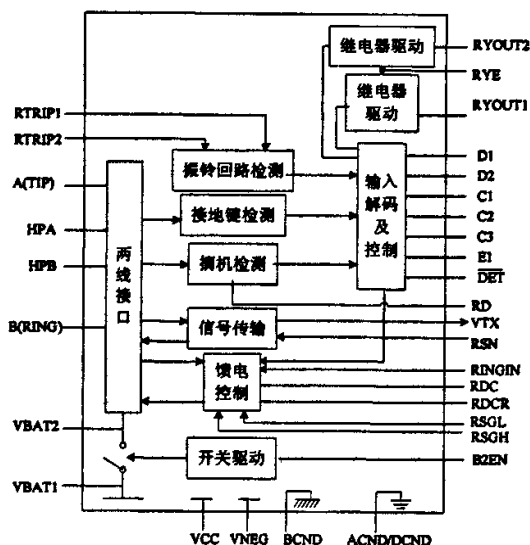 继电器驱动
RYOUT2
RYE
继电器
驱动
RYOUT1
RTRIP1
RTRIP2
振铃回路检测
A(TIP)
接地键检测
HPA
HPB
两线接口
摘机检测
输入
解码
及
控制
D1
D2
C1
C2
C3
E1
DET
RD
B(RING)
信号传输
VTX
RSN
馈电
控制
RINGIN
RDC
RDCR
RSGL
RSGH
VBAT2
开关驱动
B2EN
VBAT1
VCC
VNEG
BCND
ACND/DCND